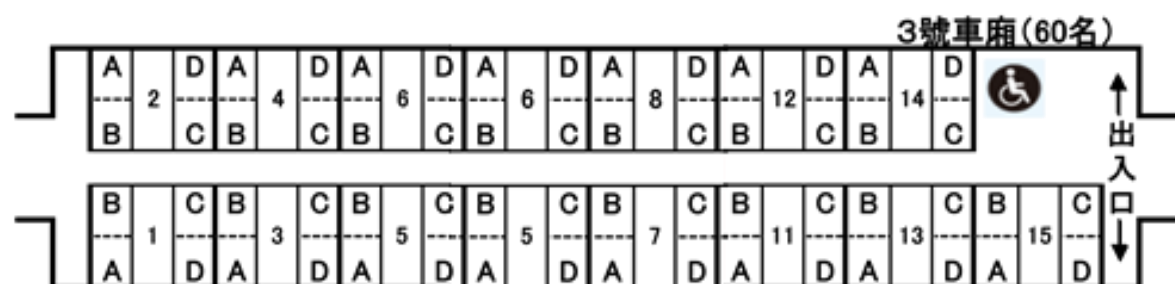 3號車廂(60名)
A D A D A D A D A D A D A D
2 4 6 6 8 12 14
B C B C B C B C B C B C B C
B C B C B C B C B C B C B C B C
1 3 5 5 7 11 13 15
A D A D A D A D A D A D A D A D
←出入口→